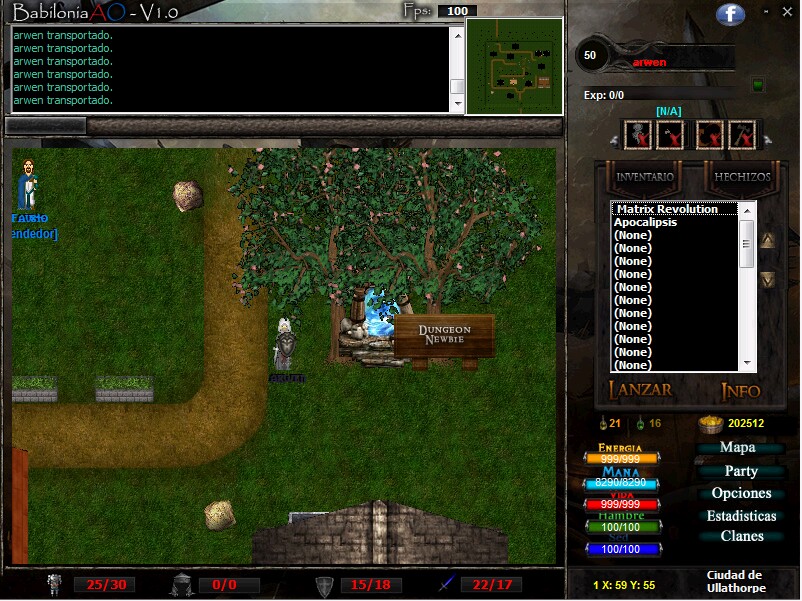 BabiloniaAO - V1.0
Fps: 100
arwen transportado.
arwen transportado.
arwen transportado.
arwen transportado.
arwen transportado.
arwen transportado.
f
50
arwen
Exp: 0/0
[N/A]
INVENTARIO
HECHIZOS
Matrix Revolution
Apocalipsis
(None)
(None)
(None)
(None)
(None)
(None)
(None)
(None)
(None)
(None)
(None)
LANZAR
INFO
endedor]
DUNGEON
NEWBIE
21
16
202512
ENERGIA
999/999
MANA
8290/8290
VIDA
999/999
Hambre
100/100
Sed
100/100
Mapa
Party
Opciones
Estadisticas
Clanes
25/30
0/0
15/18
22/17
1 X: 59 Y: 55
Ciudad de
Ullathorpe